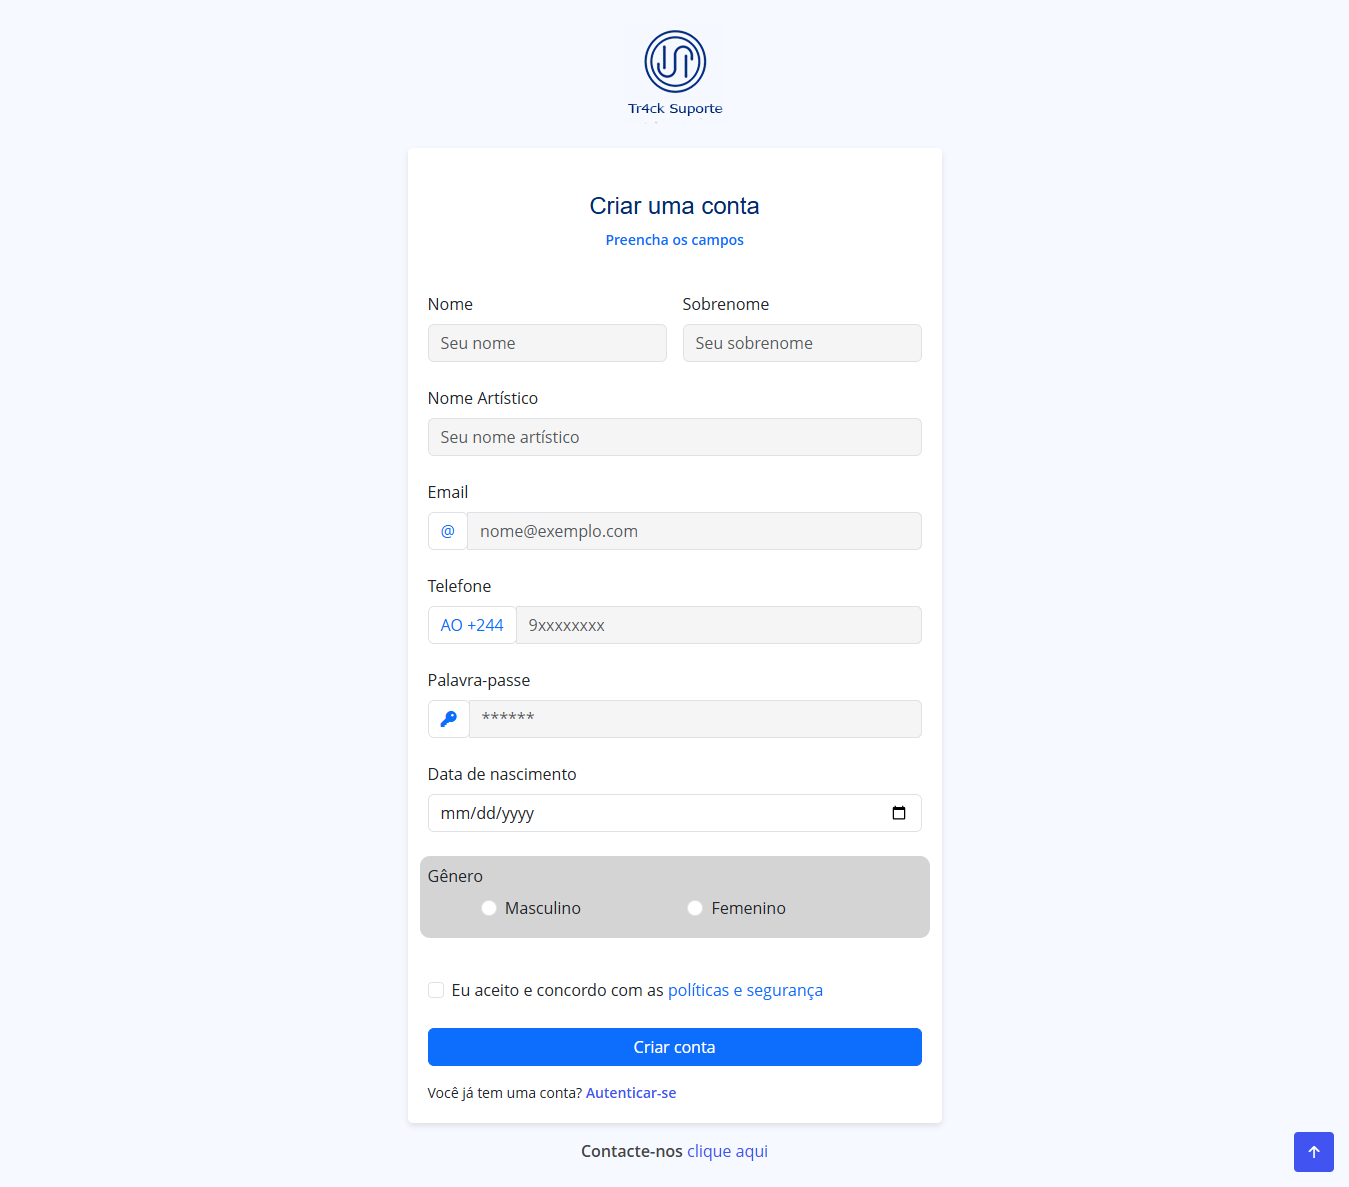 Tr4ck Suporte
Criar uma conta
Preencha os campos
Nome Sobrenome
Seu nome Seu sobrenome
Nome Artístico
Seu nome artístico
Email
@ nome@exemplo.com
Telefone
AO +244 9xxxxxxxx
Palavra-passe
******
Data de nascimento
mm/dd/yyyy
Gênero
Masculino Femenino
Eu aceito e concordo com as políticas e segurança
Criar conta
Você já tem uma conta? Autenticar-se
Contacte-nos clique aqui